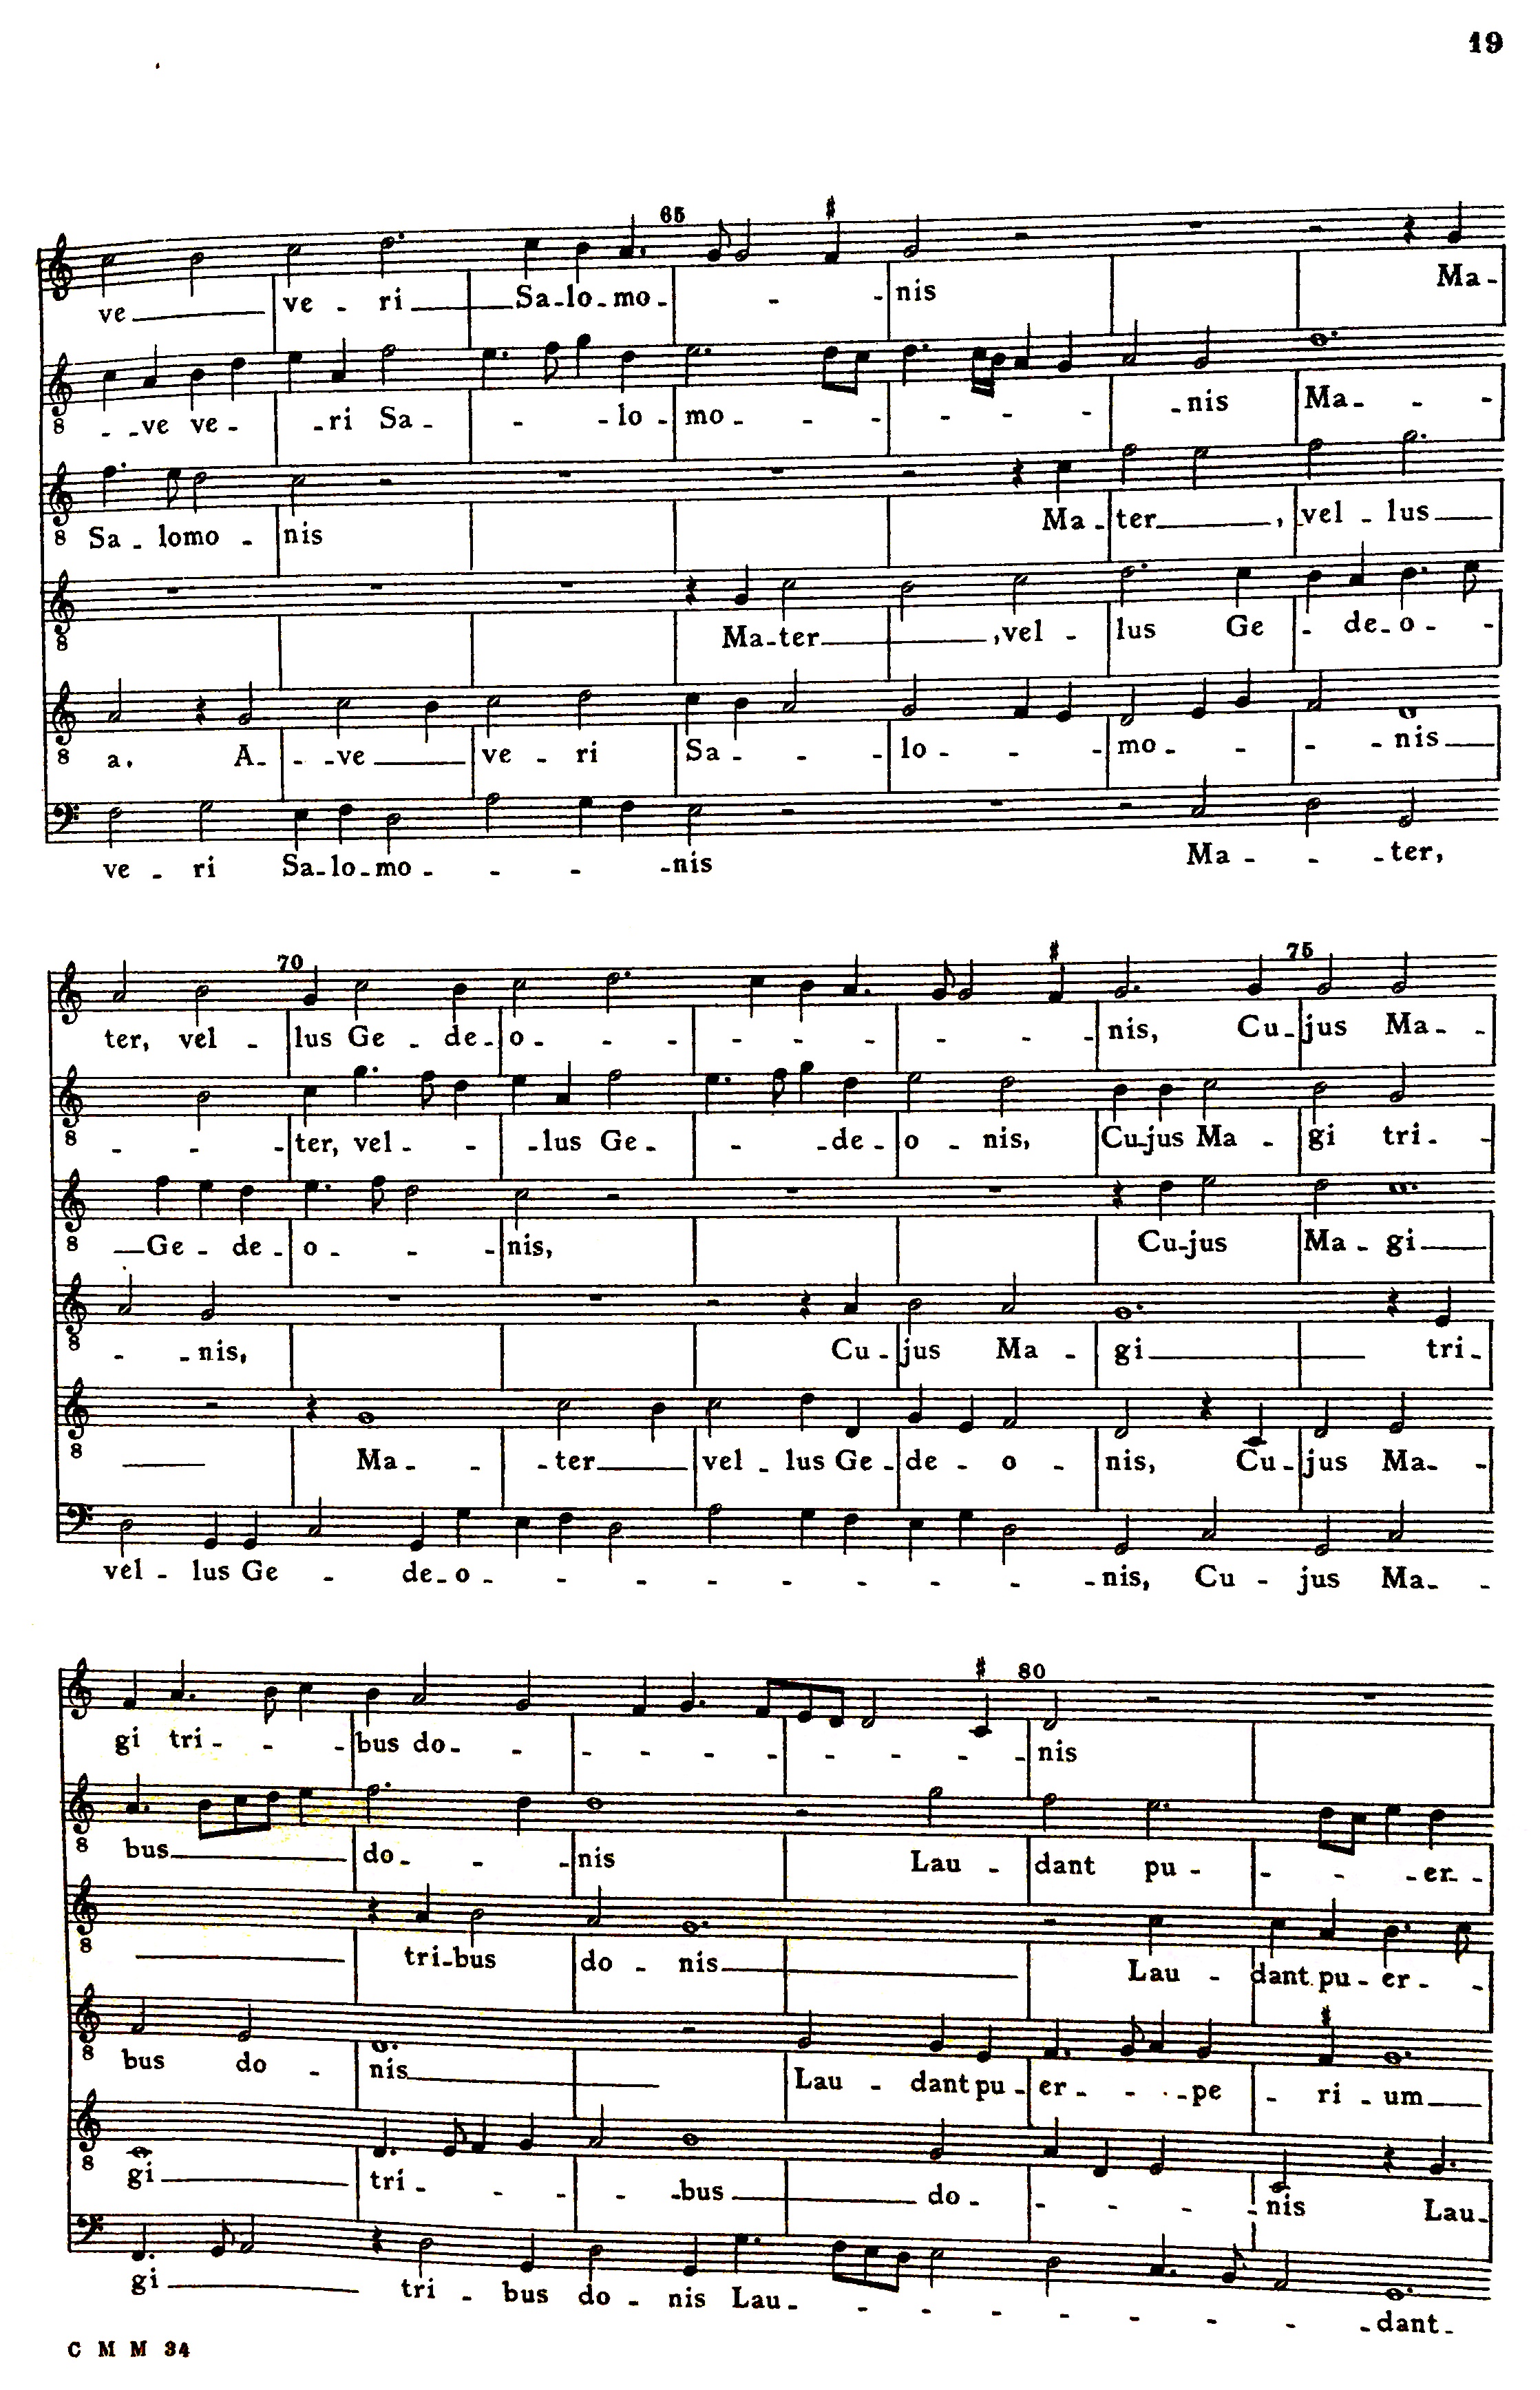 19
65
ve ve - ri Sa - lo - mo - - - nis Ma -
8 - - ve ve - - ri Sa - - - lo - mo - - - - - - - nis Ma - - -
8 Sa - lomo - nis Ma - ter , vel - lus
8 Ma - ter , vel - lus Ge - de - o - -
8 a. A - - - ve ve - ri Sa - - - lo - - - mo - - - - nis
ve - ri Sa - lo - mo - - - - nis Ma - - - ter,
70 75
ter, vel - lus Ge - de - o - - - - - - - - nis, Cu - jus Ma - -
8 - - - ter, vel - - - lus Ge - - - de - o - nis, Cu - jus Ma - gi tri - -
8 Ge - de - o - - - nis, Cu - jus Ma - gi
8 - - nis, Cu - jus Ma - gi tri -
8 Ma - - - ter vel - lus Ge - de - o - nis, Cu - jus Ma - -
vel - lus Ge - de - o - - - - - - - - nis, Cu - jus Ma - -
80
gi tri - - - bus do - - - - - - - - - nis
8 bus do - - - nis Lau - dant pu - - - - er - -
8 tri - bus do - nis Lau - dant pu - er - -
8 bus do - nis Lau - dant pu - er - - - pe - ri - um
8 gi tri - - - - - bus do - - - - nis Lau -
gi tri - bus do - nis Lau - - - - - - - - dant -
C M M 34